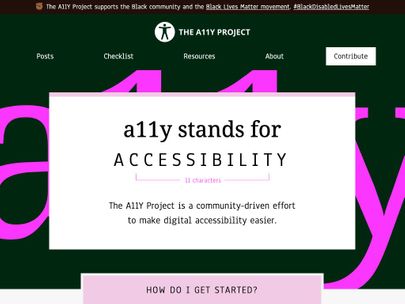 The A11Y Project supports the Black community and the Black Lives Matter movement. #BlackDisabledLivesMatter
THE A11Y PROJECT
Posts
Checklist
Resources
About
Contribute
a11y
a11y stands for
ACCESSIBILITY
11 characters
The A11Y Project is a community-driven effort
to make digital accessibility easier.
HOW DO I GET STARTED?